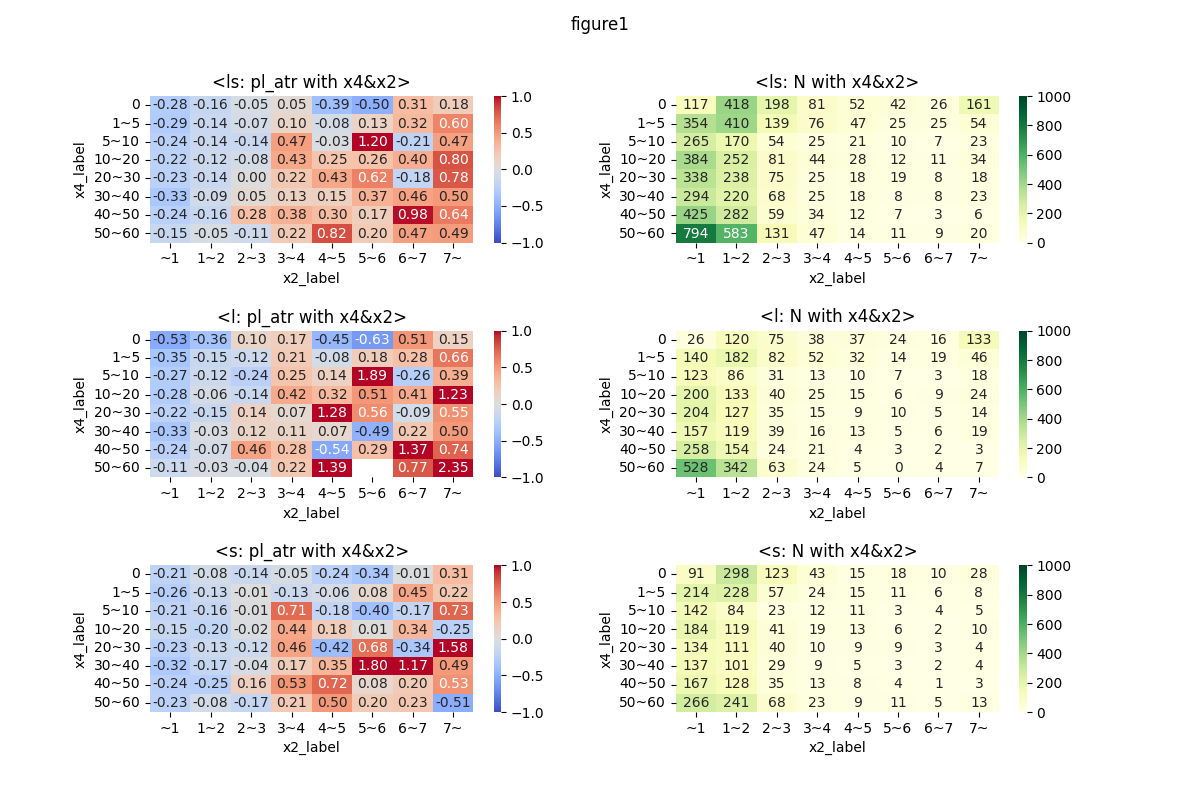 figure1
<ls: pl_atr with x4&x2>
x4_label
0 -0.28 -0.16 -0.05 0.05 -0.39 -0.50 0.31 0.18
1~5 -0.29 -0.14 -0.07 0.10 -0.08 0.13 0.32 0.60
5~10 -0.24 -0.14 -0.14 0.47 -0.03 1.20 -0.21 0.47
10~20 -0.22 -0.12 -0.08 0.43 0.25 0.26 0.40 0.80
20~30 -0.23 -0.14 0.00 0.22 0.43 0.62 -0.18 0.78
30~40 -0.33 -0.09 0.05 0.13 0.15 0.37 0.46 0.50
40~50 -0.24 -0.16 0.28 0.38 0.30 0.17 0.98 0.64
50~60 -0.15 -0.05 -0.11 0.22 0.82 0.20 0.47 0.49
~1 1~2 2~3 3~4 4~5 5~6 6~7 7~
x2_label
1.0
0.5
0.0
−0.5
−1.0
<ls: N with x4&x2>
x4_label
0 117 418 198 81 52 42 26 161
1~5 354 410 139 76 47 25 25 54
5~10 265 170 54 25 21 10 7 23
10~20 384 252 81 44 28 12 11 34
20~30 338 238 75 25 18 19 8 18
30~40 294 220 68 25 18 8 8 23
40~50 425 282 59 34 12 7 3 6
50~60 794 583 131 47 14 11 9 20
~1 1~2 2~3 3~4 4~5 5~6 6~7 7~
x2_label
1000
800
600
400
200
0
<l: pl_atr with x4&x2>
x4_label
0 -0.53 -0.36 0.10 0.17 -0.45 -0.63 0.51 0.15
1~5 -0.35 -0.15 -0.12 0.21 -0.08 0.18 0.28 0.66
5~10 -0.27 -0.12 -0.24 0.25 0.14 1.89 -0.26 0.39
10~20 -0.28 -0.06 -0.14 0.42 0.32 0.51 0.41 1.23
20~30 -0.22 -0.15 0.14 0.07 1.28 0.56 -0.09 0.55
30~40 -0.33 -0.03 0.12 0.11 0.07 -0.49 0.22 0.50
40~50 -0.24 -0.07 0.46 0.08 -0.54 0.29 1.37 0.74
50~60 -0.11 -0.03 -0.04 0.22 1.39 0.77 2.35
~1 1~2 2~3 3~4 4~5 5~6 6~7 7~
x2_label
1.0
0.5
0.0
−0.5
−1.0
<l: N with x4&x2>
x4_label
0 26 120 75 38 37 24 16 133
1~5 140 182 82 52 32 14 19 46
5~10 123 86 31 13 10 7 3 18
10~20 200 133 40 25 15 6 9 24
20~30 204 127 35 15 9 10 5 14
30~40 157 119 39 16 13 5 6 19
40~50 258 154 24 21 4 3 2 3
50~60 528 342 63 24 5 0 4 7
~1 1~2 2~3 3~4 4~5 5~6 6~7 7~
x2_label
1000
800
600
400
200
0
<s: pl_atr with x4&x2>
x4_label
0 -0.21 -0.08 -0.14 -0.05 -0.24 -0.34 -0.01 0.31
1~5 -0.26 -0.13 -0.01 -0.13 -0.06 0.08 0.45 0.22
5~10 -0.21 -0.16 -0.01 0.71 -0.18 -0.40 -0.17 0.73
10~20 -0.15 -0.20 -0.02 0.44 0.18 0.01 0.34 -0.25
20~30 -0.23 -0.13 -0.12 0.46 -0.42 0.68 -0.34 1.58
30~40 -0.32 -0.17 -0.04 0.17 0.35 1.80 1.17 0.49
40~50 -0.24 -0.25 0.16 0.53 0.72 0.08 0.20 0.53
50~60 -0.23 -0.08 -0.17 0.21 0.50 0.20 0.23 -0.51
~1 1~2 2~3 3~4 4~5 5~6 6~7 7~
x2_label
1.0
0.5
0.0
−0.5
−1.0
<s: N with x4&x2>
x4_label
0 91 298 123 43 15 18 10 28
1~5 214 228 57 24 15 11 6 8
5~10 142 84 23 12 11 3 4 5
10~20 184 119 41 19 13 6 2 10
20~30 134 111 40 10 9 9 3 4
30~40 137 101 29 9 5 3 2 4
40~50 167 128 35 13 8 4 1 3
50~60 266 241 68 23 9 11 5 13
~1 1~2 2~3 3~4 4~5 5~6 6~7 7~
x2_label
1000
800
600
400
200
0